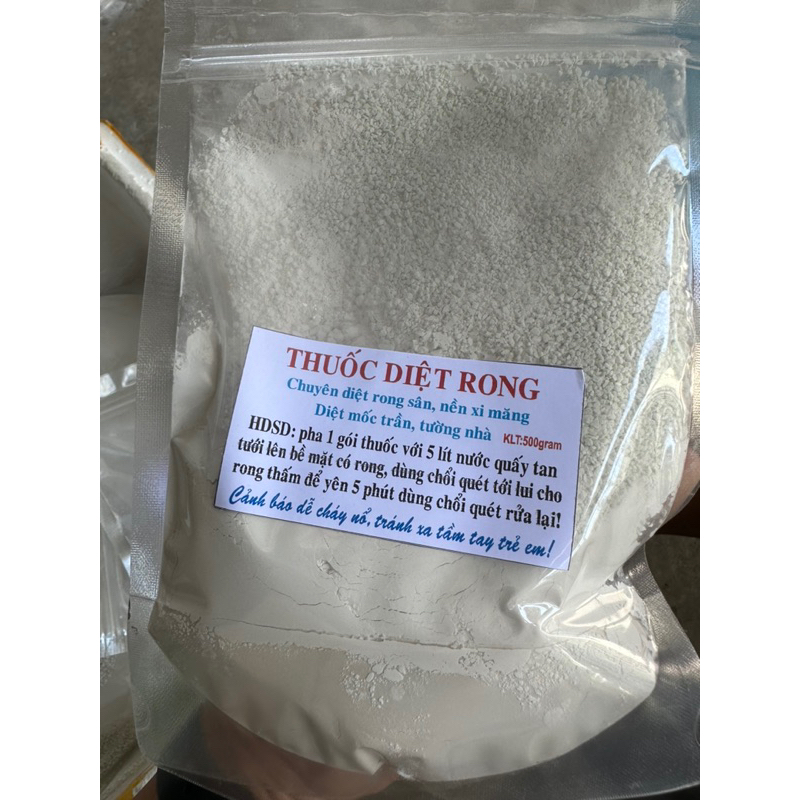 THUỐC DIỆT RONG
Chuyên diệt rong sân, nền xi măng
Diệt mốc trần, tường nhà KLT:500gram
HDSD: pha 1 gói thuốc với 5 lít nước quấy tan
tưới lên bề mặt có rong, dùng chổi quét tới lui cho
rong thấm để yên 5 phút dùng chổi quét rửa lại!
Cảnh báo dễ cháy nổ, tránh xa tầm tay trẻ em!